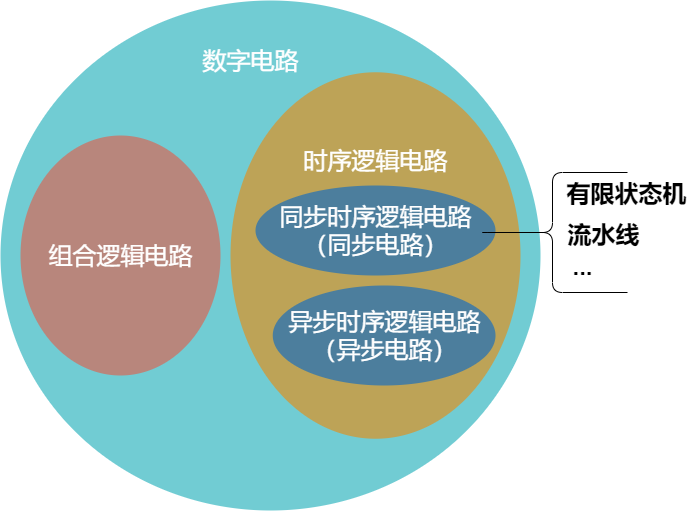 数字电路
时序逻辑电路
同步时序逻辑电路
（同步电路）
组合逻辑电路
异步时序逻辑电路
（异步电路）
有限状态机
流水线
...